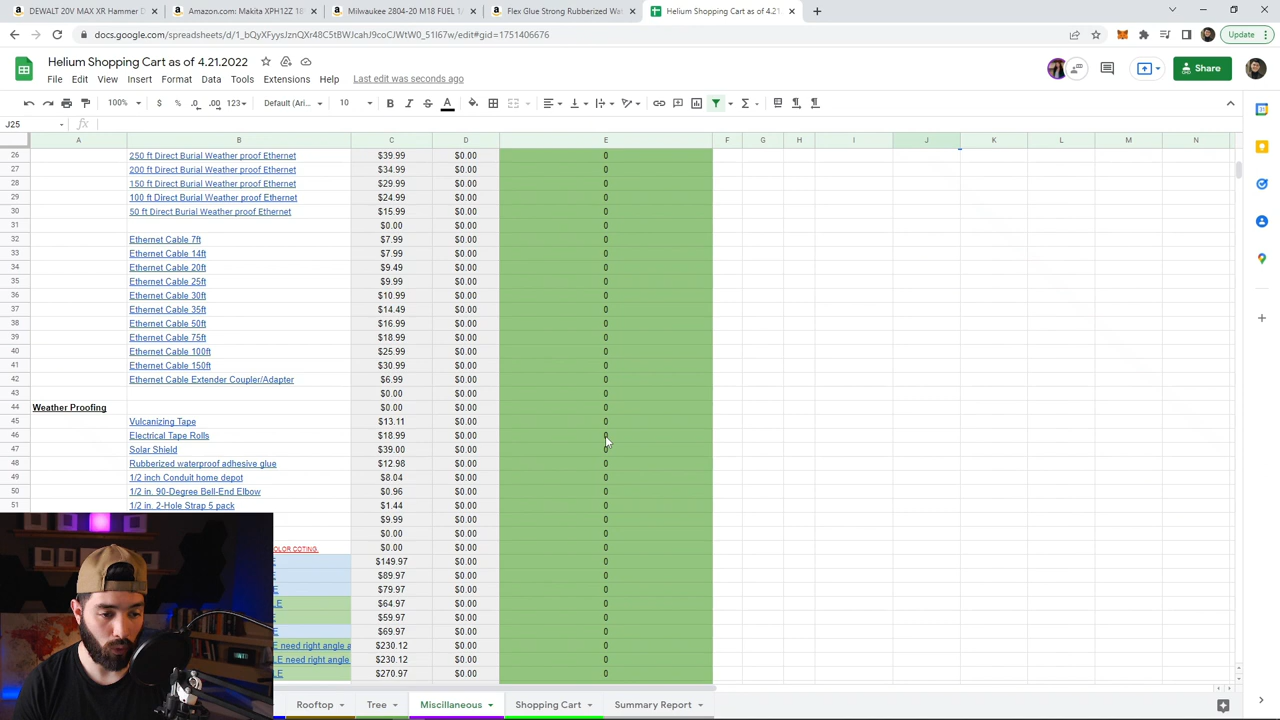 DEWALT 20V MAX XR Hammer D
Amazon.com: Makita XPH12Z 18
Milwaukee 2804-20 M18 FUEL 1/
Flex Glue Strong Rubberized Wat
Helium Shopping Cart as of 4.21.
docs.google.com/spreadsheets/d/1_bQyXFyysJznQXr48C5tBWJcahJ9coCJWtW0_51I67w/edit#gid=1751406676
Update
Helium Shopping Cart as of 4.21.2022
File Edit View Insert Format Data Tools Extensions Help Last edit was seconds ago
Share
100% $ % .0 .00 123 Default (Ari... 10 B I S A
J25 fx
A B C D E F G H I J K L M N
26 250 ft Direct Burial Weather proof Ethernet $39.99 $0.00 0
27 200 ft Direct Burial Weather proof Ethernet $34.99 $0.00 0
28 150 ft Direct Burial Weather proof Ethernet $29.99 $0.00 0
29 100 ft Direct Burial Weather proof Ethernet $24.99 $0.00 0
30 50 ft Direct Burial Weather proof Ethernet $15.99 $0.00 0
31 $0.00 $0.00 0
32 Ethernet Cable 7ft $7.99 $0.00 0
33 Ethernet Cable 14ft $7.99 $0.00 0
34 Ethernet Cable 20ft $9.49 $0.00 0
35 Ethernet Cable 25ft $9.99 $0.00 0
36 Ethernet Cable 30ft $10.99 $0.00 0
37 Ethernet Cable 35ft $14.49 $0.00 0
38 Ethernet Cable 50ft $16.99 $0.00 0
39 Ethernet Cable 75ft $18.99 $0.00 0
40 Ethernet Cable 100ft $25.99 $0.00 0
41 Ethernet Cable 150ft $30.99 $0.00 0
42 Ethernet Cable Extender Coupler/Adapter $6.99 $0.00 0
43 $0.00 $0.00 0
44 Weather Proofing $0.00 $0.00 0
45 Vulcanizing Tape $13.11 $0.00 0
46 Electrical Tape Rolls $18.99 $0.00 0
47 Solar Shield $39.00 $0.00 0
48 Rubberized waterproof adhesive glue $12.98 $0.00 0
49 1/2 inch Conduit home depot $8.04 $0.00 0
50 1/2 in. 90-Degree Bell-End Elbow $0.96 $0.00 0
51 1/2 in. 2-Hole Strap 5 pack $1.44 $0.00 0
$9.99 $0.00 0
$0.00 $0.00 0
OLOR COTING. $0.00 $0.00 0
E $149.97 $0.00 0
E $89.97 $0.00 0
E $79.97 $0.00 0
LE $64.97 $0.00 0
$59.97 $0.00 0
E $69.97 $0.00 0
E need right angle a $230.12 $0.00 0
LE need right angle $230.12 $0.00 0
LE $270.97 $0.00 0
Rooftop Tree Miscellaneous Shopping Cart Summary Report